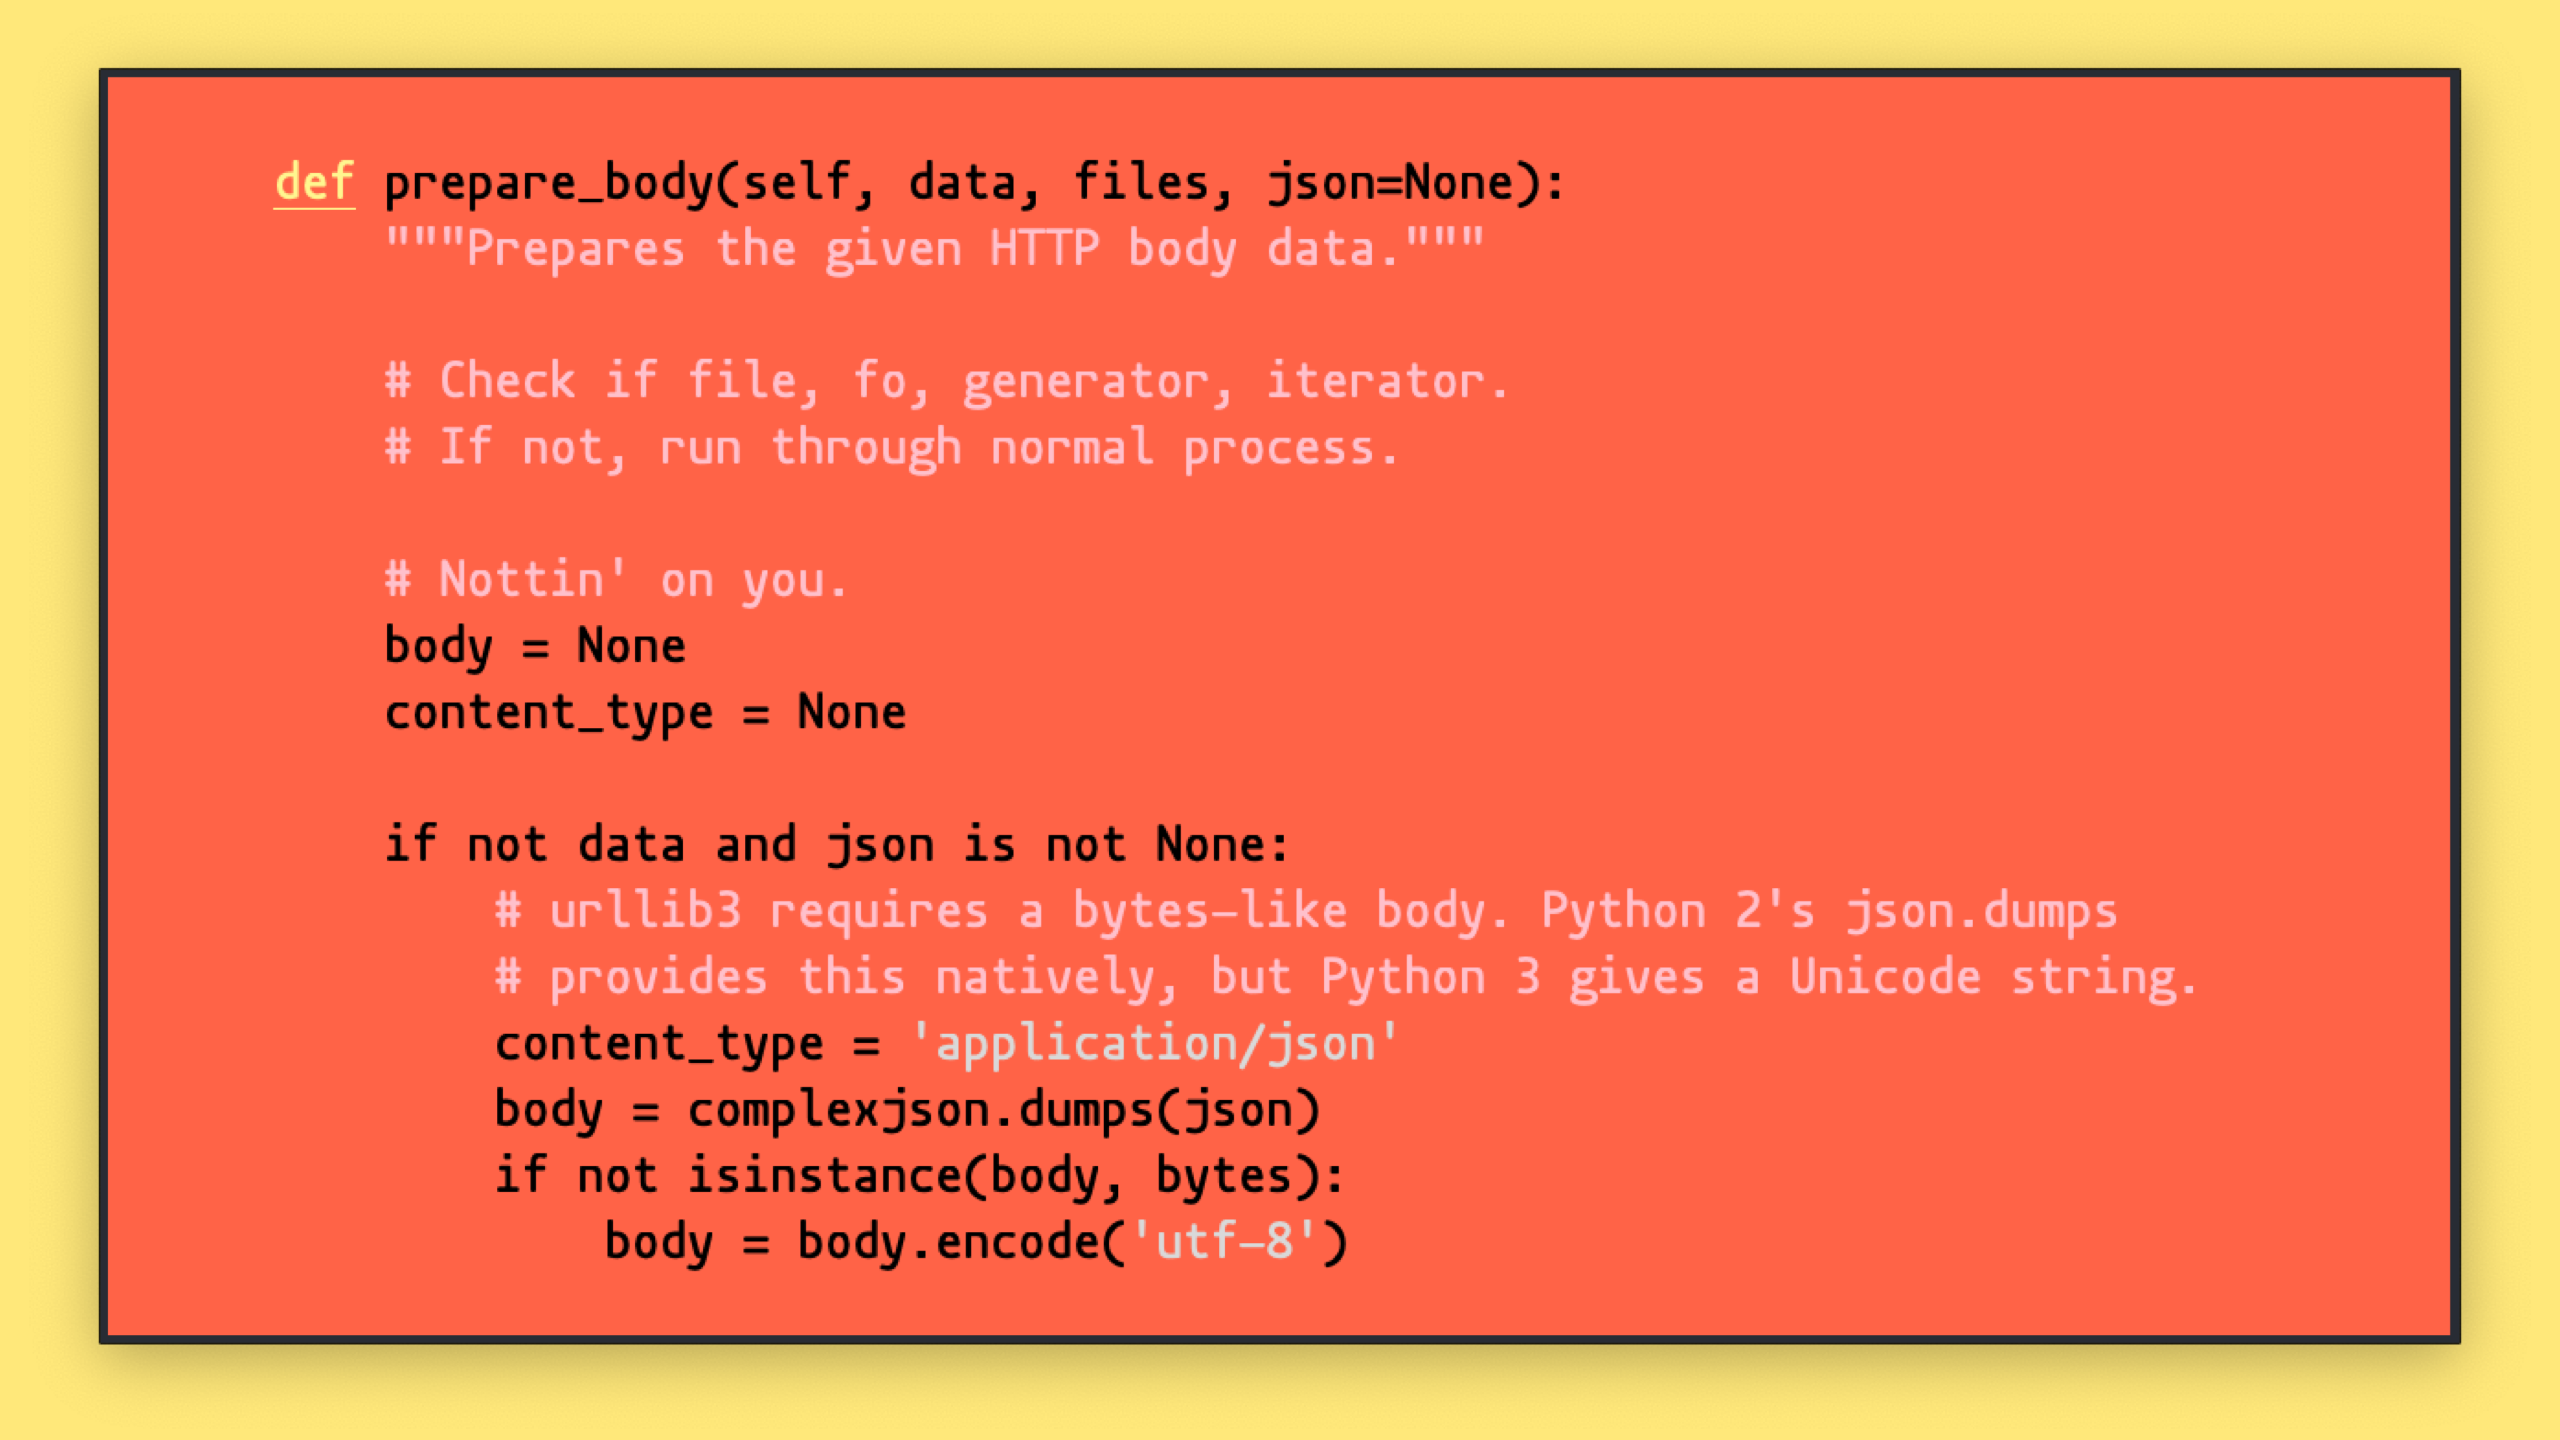 def prepare_body(self, data, files, json=None):
    """Prepares the given HTTP body data."""

    # Check if file, fo, generator, iterator.
    # If not, run through normal process.

    # Nottin' on you.
    body = None
    content_type = None

    if not data and json is not None:
        # urllib3 requires a bytes-like body. Python 2's json.dumps
        # provides this natively, but Python 3 gives a Unicode string.
        content_type = 'application/json'
        body = complexjson.dumps(json)
        if not isinstance(body, bytes):
            body = body.encode('utf-8')